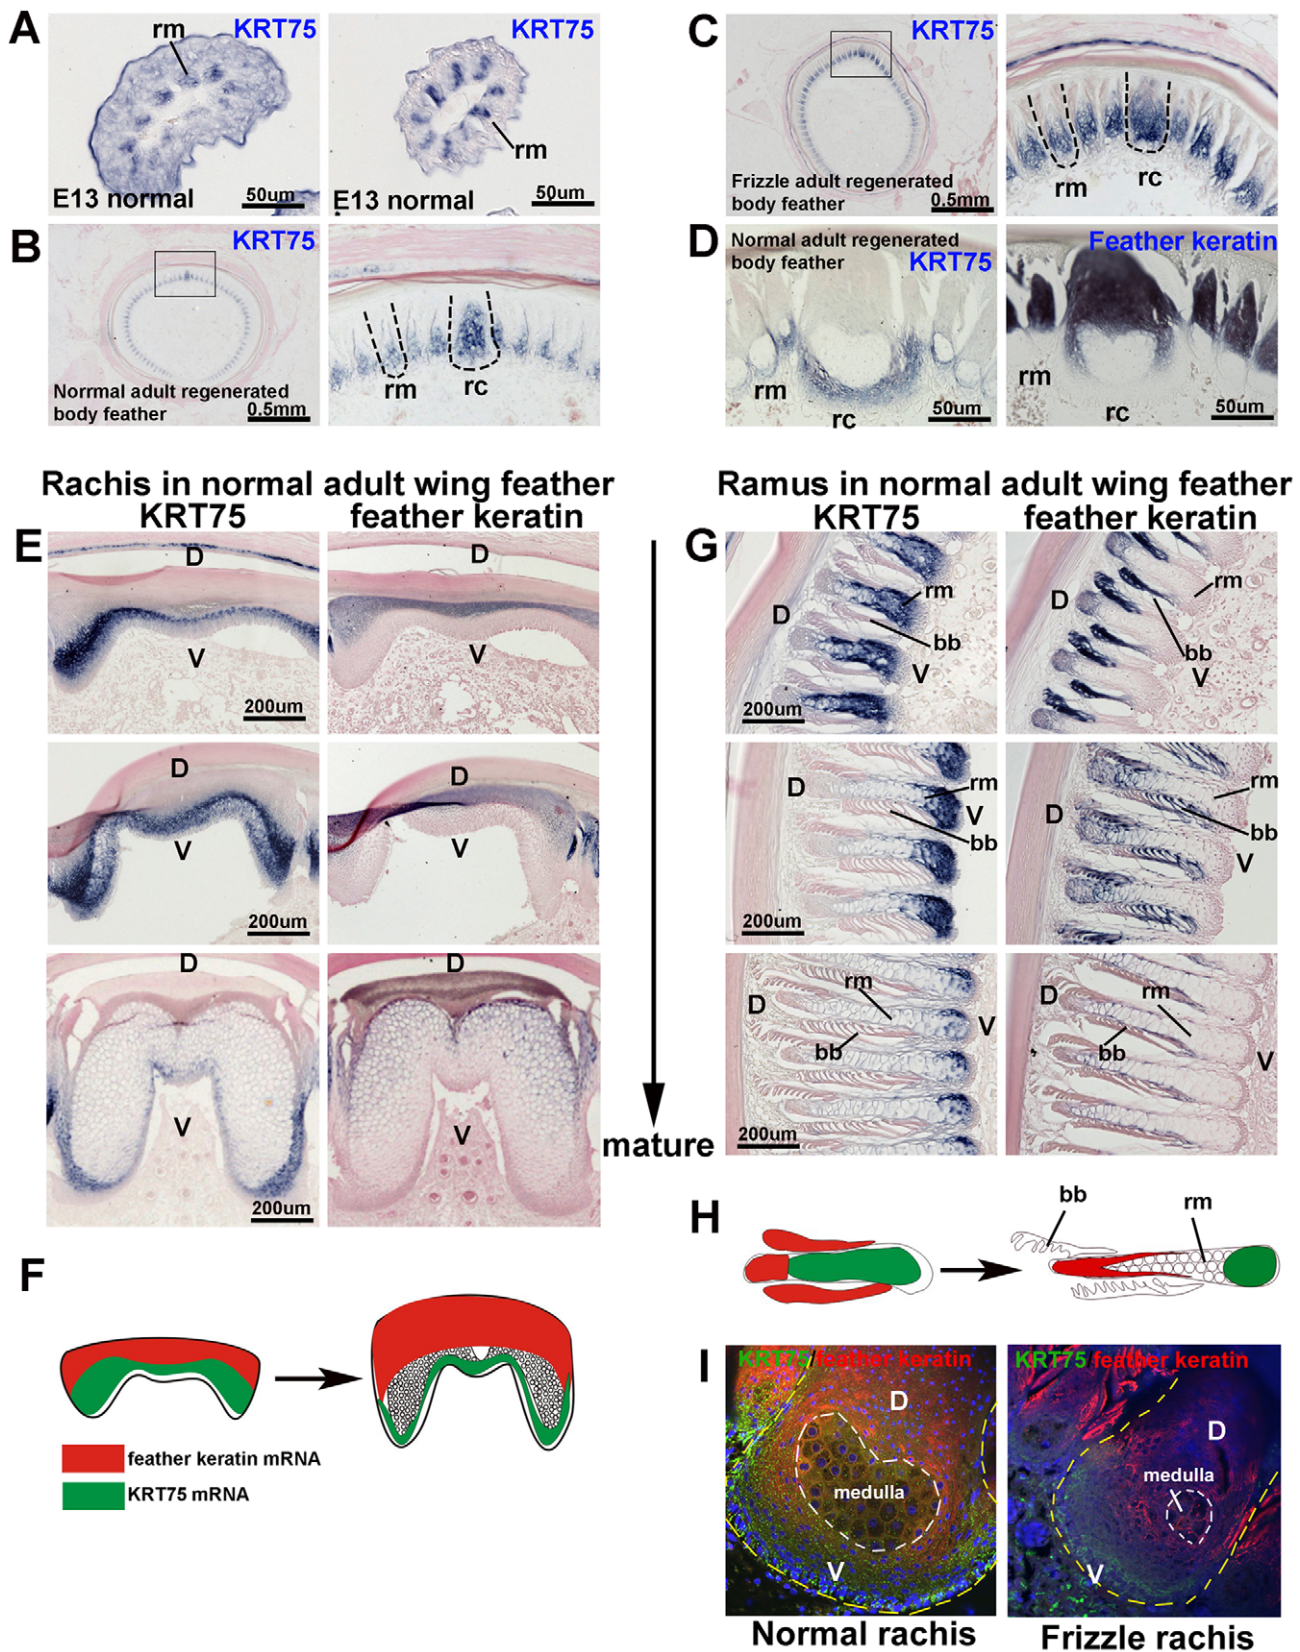 A
rm
KRT75
E13 normal
50um
KRT75
rm
E13 normal
50um
B
KRT75
Norrmal adult regenerated
body feather
0.5mm
rm
rc
C
KRT75
Frizzle adult regenerated
body feather
0.5mm
rm
rc
D
Normal adult regenerated
body feather
KRT75
rm
rc
50um
Feather keratin
rm
rc
50um
Rachis in normal adult wing feather
KRT75
feather keratin
E
D
V
200um
D
V
D
V
200um
D
V
D
V
200um
D
V
mature
Ramus in normal adult wing feather
KRT75
feather keratin
G
D
rm
bb
V
200um
D
rm
bb
V
D
rm
V
bb
200um
D
rm
bb
V
rm
D
V
bb
200um
D
rm
bb
V
F
feather keratin mRNA
KRT75 mRNA
H
bb
rm
I
KRT75/feather keratin
D
medulla
V
Normal rachis
KRT75/feather keratin
D
medulla
V
Frizzle rachis